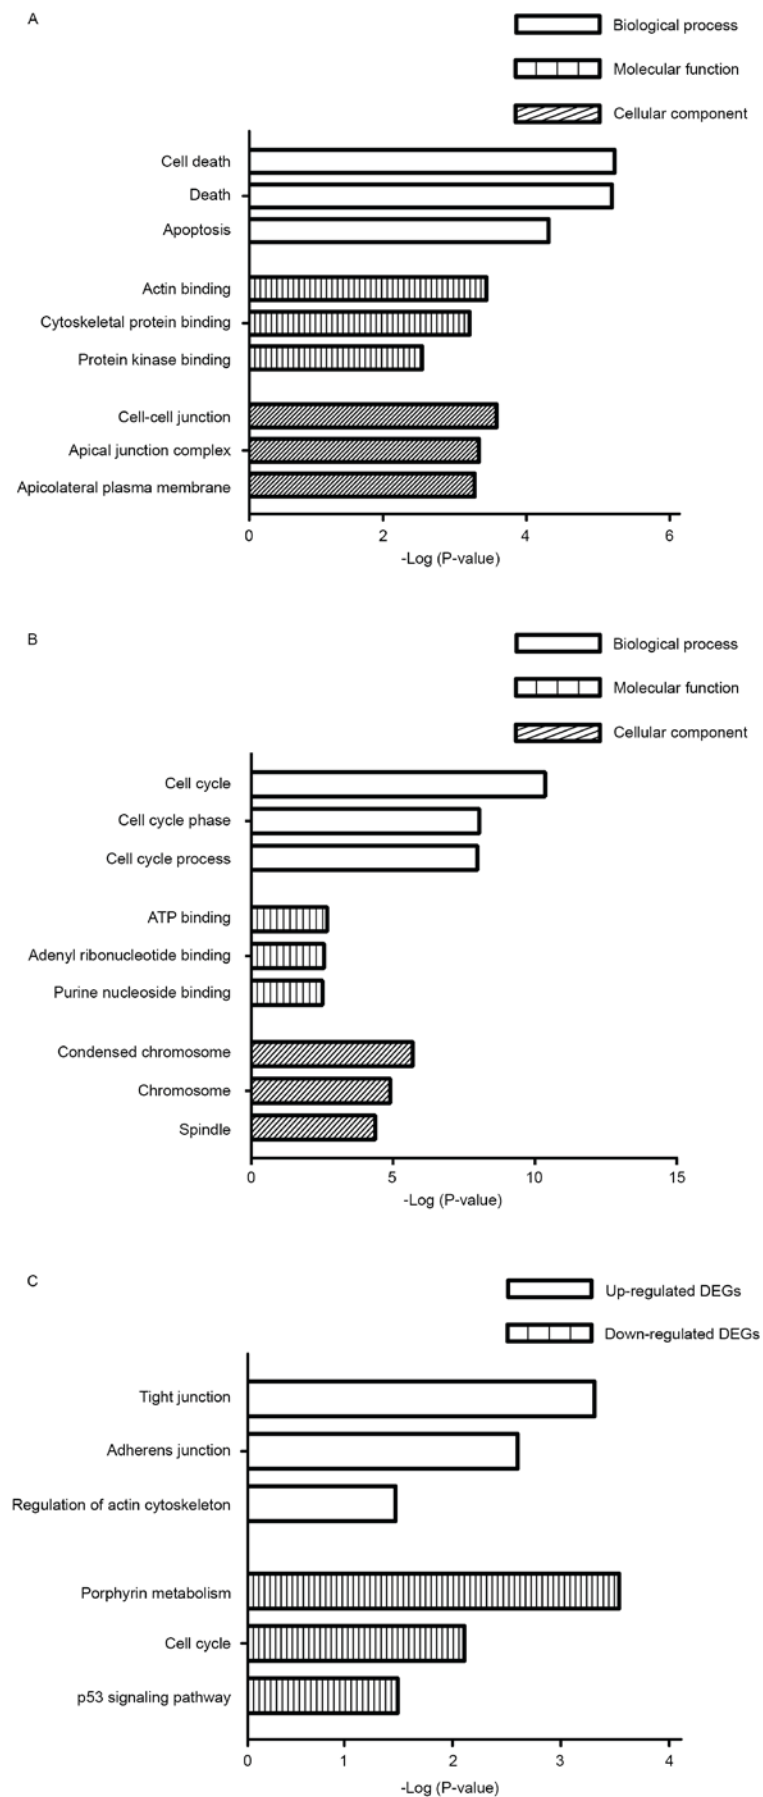 A
Biological process
Molecular function
Cellular component
Cell death
Death
Apoptosis
Actin binding
Cytoskeletal protein binding
Protein kinase binding
Cell-cell junction
Apical junction complex
Apicolateral plasma membrane
0 2 4 6
-Log (P-value)
B
Biological process
Molecular function
Cellular component
Cell cycle
Cell cycle phase
Cell cycle process
ATP binding
Adenyl ribonucleotide binding
Purine nucleoside binding
Condensed chromosome
Chromosome
Spindle
0 5 10 15
-Log (P-value)
C
Up-regulated DEGs
Down-regulated DEGs
Tight junction
Adherens junction
Regulation of actin cytoskeleton
Porphyrin metabolism
Cell cycle
p53 signaling pathway
0 1 2 3 4
-Log (P-value)